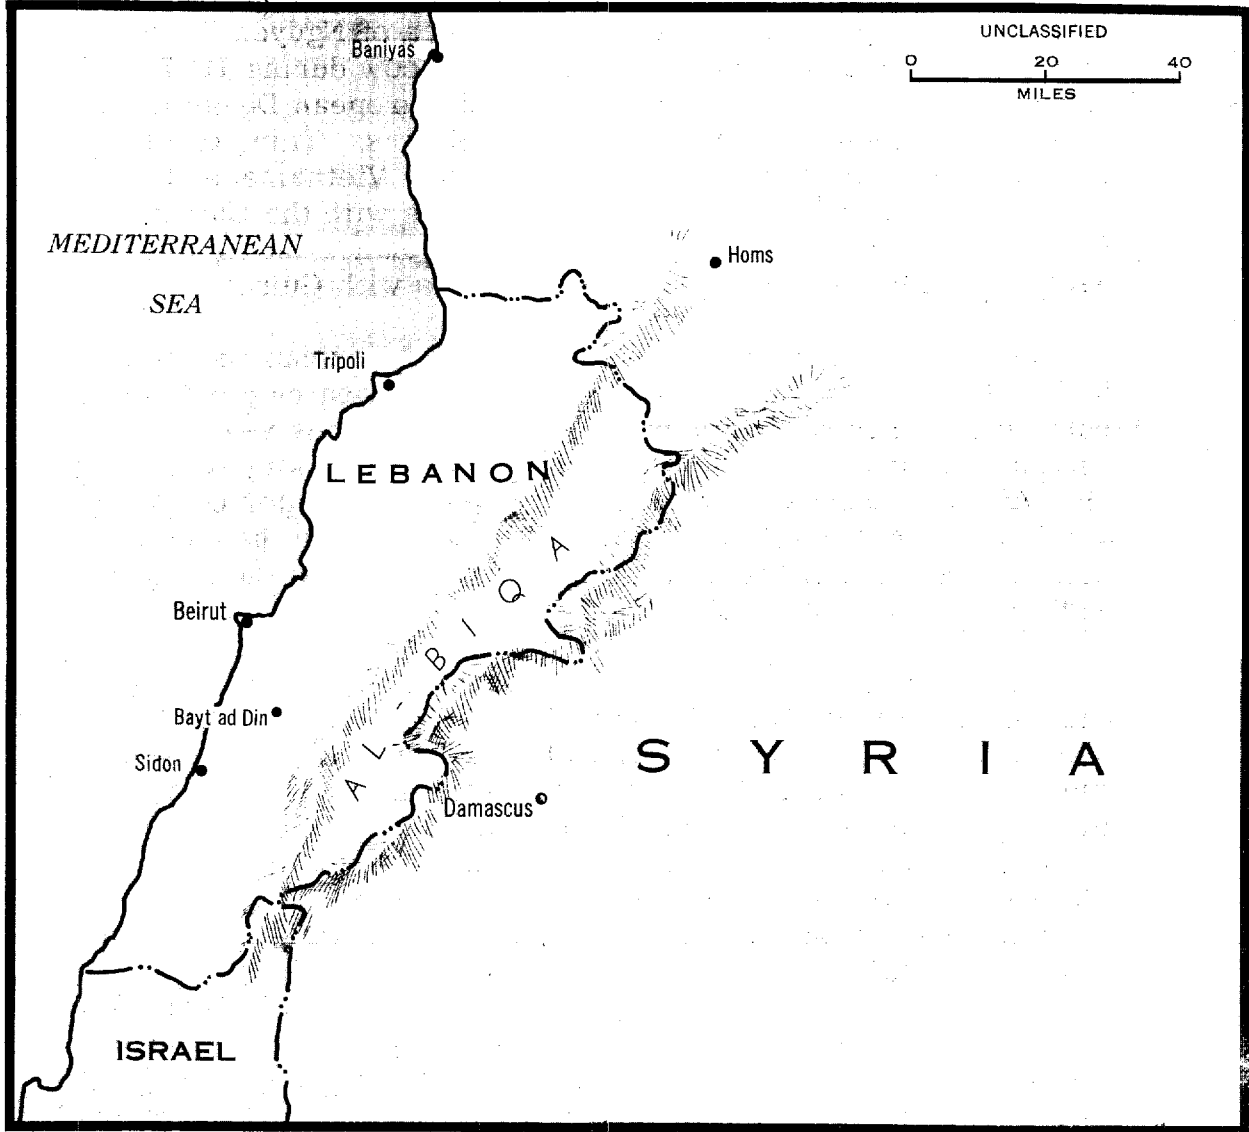 UNCLASSIFIED
0 20 40
MILES
Baniyas
MEDITERRANEAN
SEA
Homs
Tripoli
LEBANON
AL-BIQA
Beirut
Bayt ad Din
Sidon
SYRIA
Damascus
ISRAEL